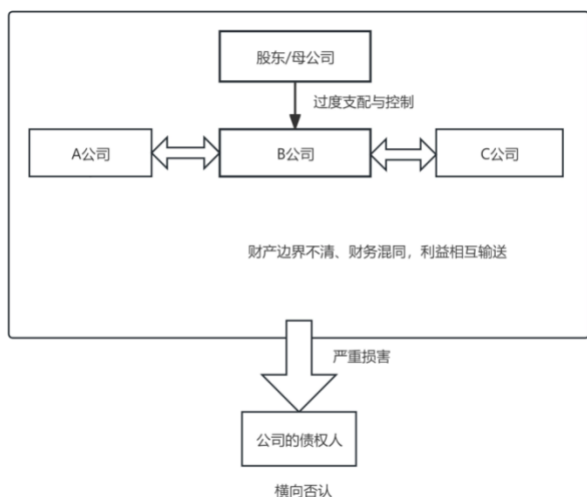 股东/母公司
过度支配与控制
A公司
B公司
C公司
财产边界不清、财务混同，利益相互输送
严重损害
公司的债权人
横向否认